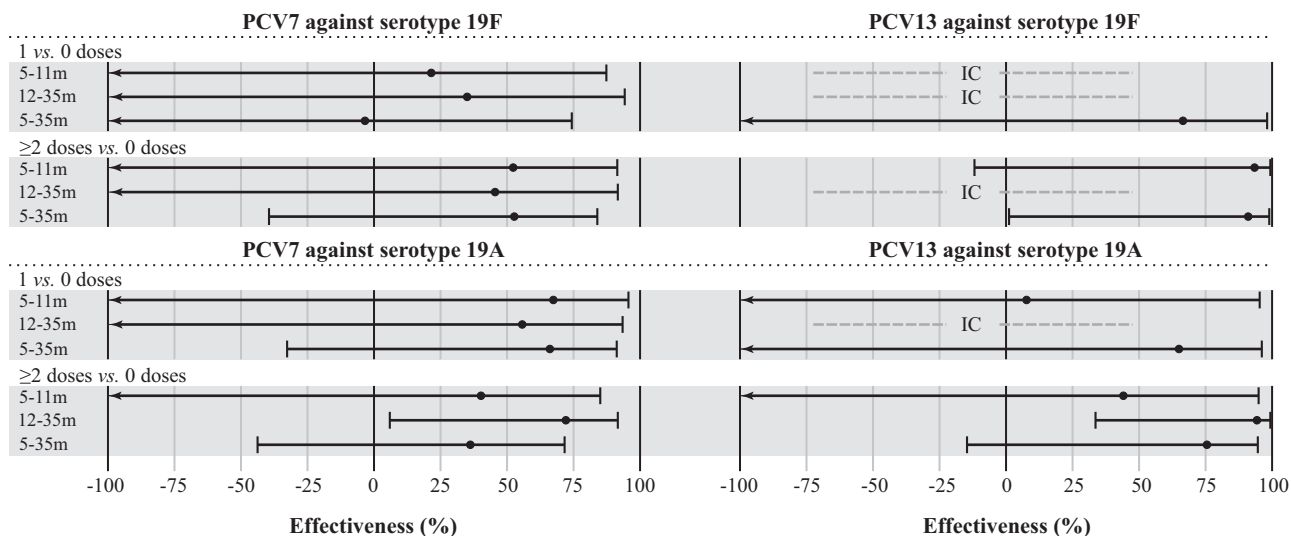 PCV7 against serotype 19F PCV13 against serotype 19F
1 vs. 0 doses
5-11m IC
12-35m IC
5-35m
≥2 doses vs. 0 doses
5-11m
12-35m IC
5-35m
PCV7 against serotype 19A PCV13 against serotype 19A
1 vs. 0 doses
5-11m
12-35m IC
5-35m
≥2 doses vs. 0 doses
5-11m
12-35m
5-35m
-100 -75 -50 -25 0 25 50 75 100 -100 -75 -50 -25 0 25 50 75 100
Effectiveness (%) Effectiveness (%)